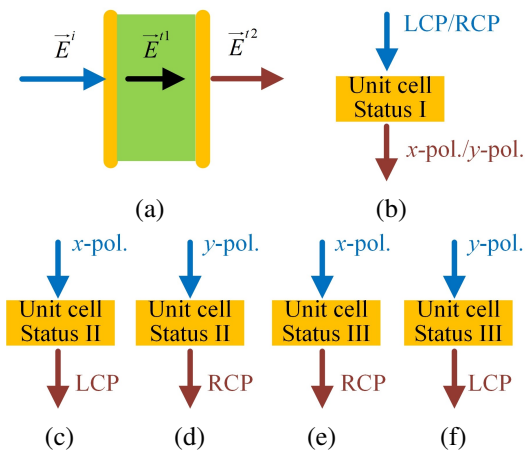 E^i E^t1 E^t2
LCP/RCP
Unit cell
Status I
x-pol./y-pol.
(a) (b)
x-pol. y-pol. x-pol. y-pol.
Unit cell Unit cell Unit cell Unit cell
Status II Status II Status III Status III
LCP RCP RCP LCP
(c) (d) (e) (f)